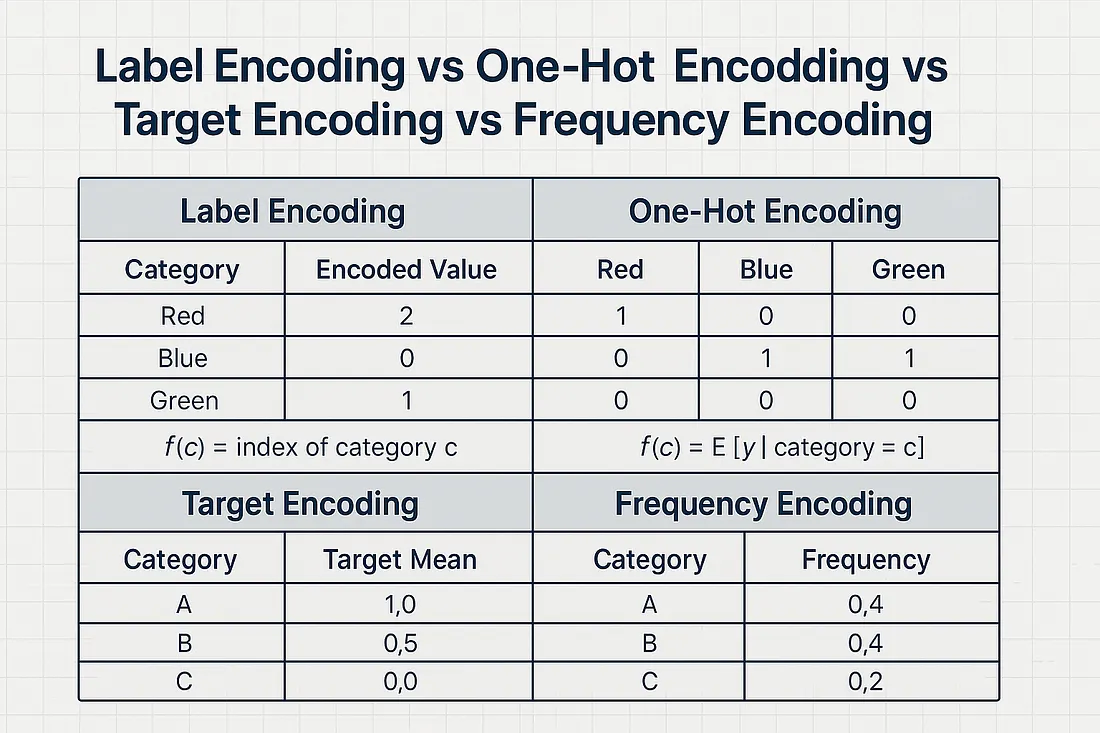 Label Encoding vs One-Hot Encodding vs
Target Encoding vs Frequency Encoding
Label Encoding One-Hot Encoding
Category Encoded Value Red Blue Green
Red 2 1 0 0
Blue 0 0 1 1
Green 1 0 0 0
f(c) = index of category c f(c) = E [y | category = c]
Target Encoding Frequency Encoding
Category Target Mean Category Frequency
A 1,0 A 0,4
B 0,5 B 0,4
C 0,0 C 0,2